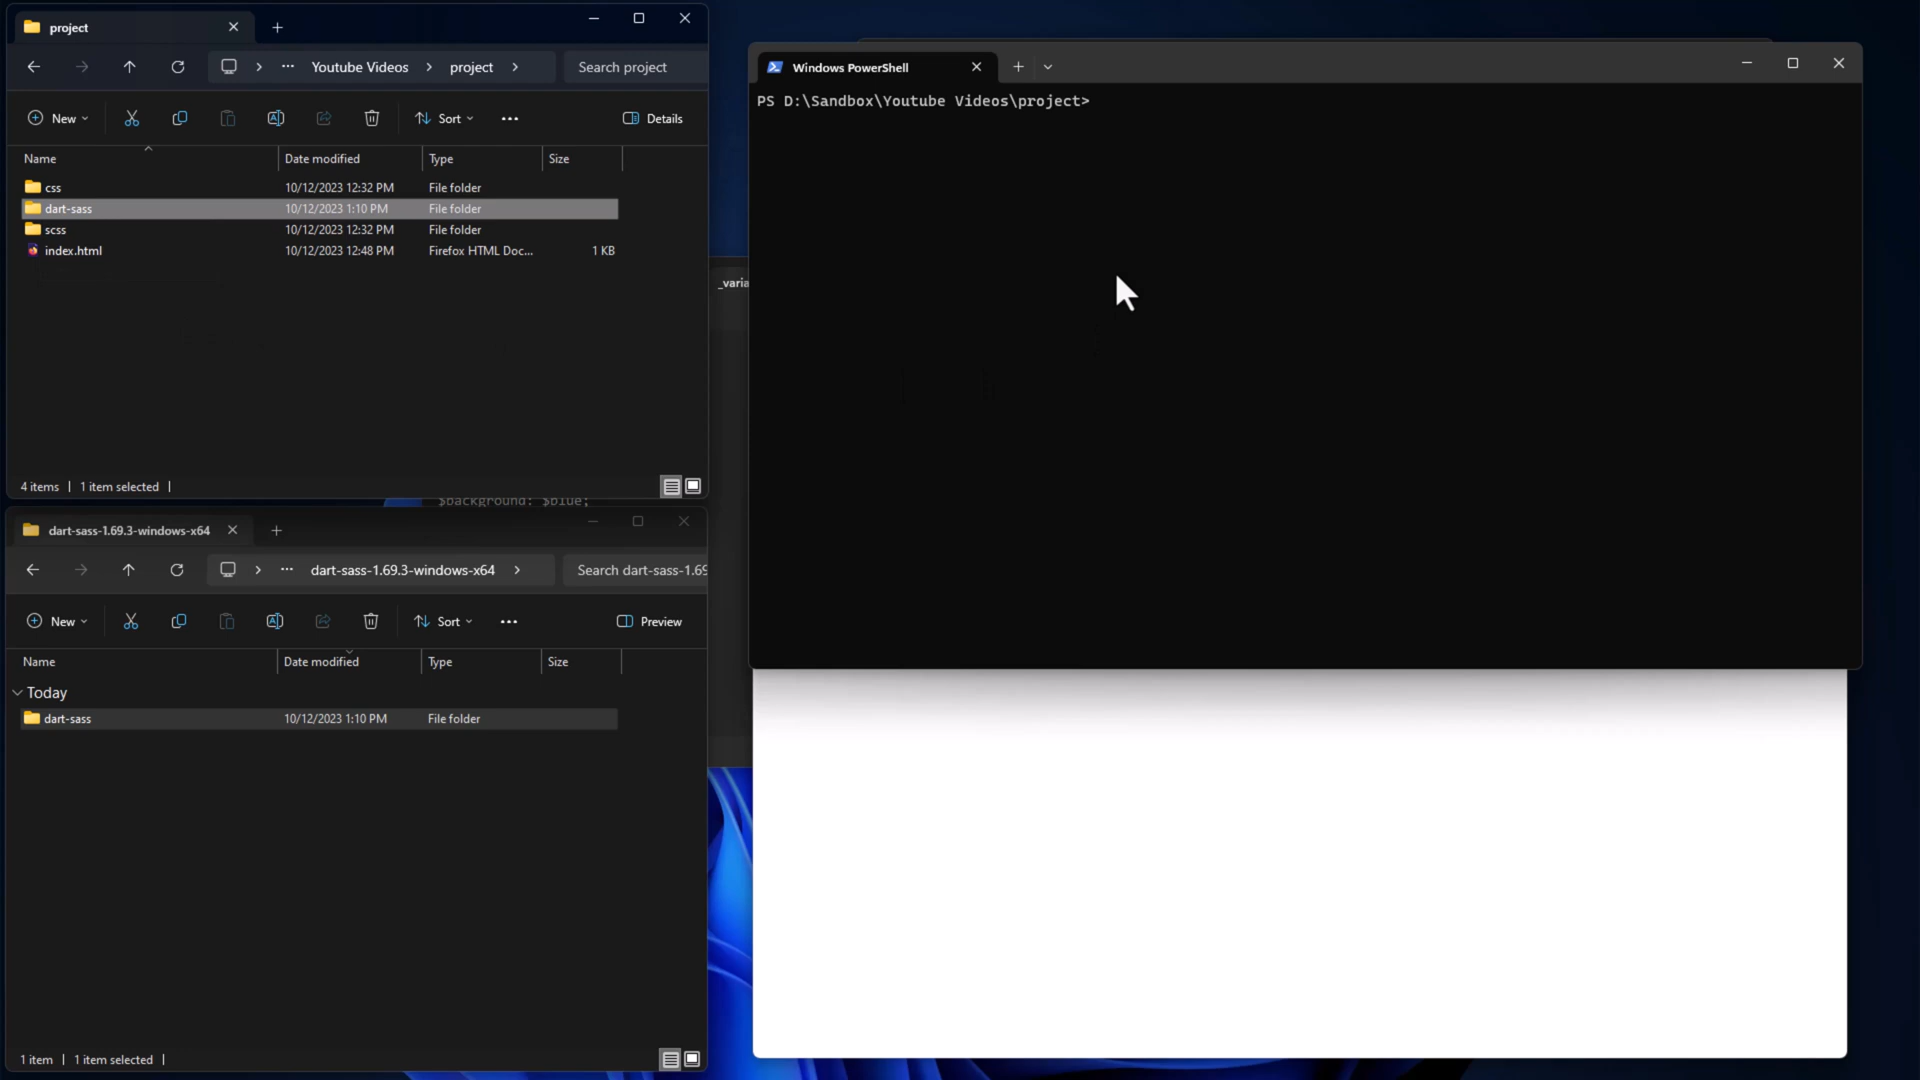 project
Youtube Videos
project
Search project
New
Sort
Details
Name Date modified Type Size
css 10/12/2023 12:32 PM File folder
dart-sass 10/12/2023 1:10 PM File folder
scss 10/12/2023 12:32 PM File folder
index.html 10/12/2023 12:48 PM Firefox HTML Doc... 1 KB
4 items 1 item selected
Windows PowerShell
PS D:\Sandbox\Youtube Videos\project>
_varia
$background: $blue;
dart-sass-1.69.3-windows-x64
dart-sass-1.69.3-windows-x64
Search dart-sass-1.69
New
Sort
Preview
Name Date modified Type Size
Today
dart-sass 10/12/2023 1:10 PM File folder
1 item 1 item selected